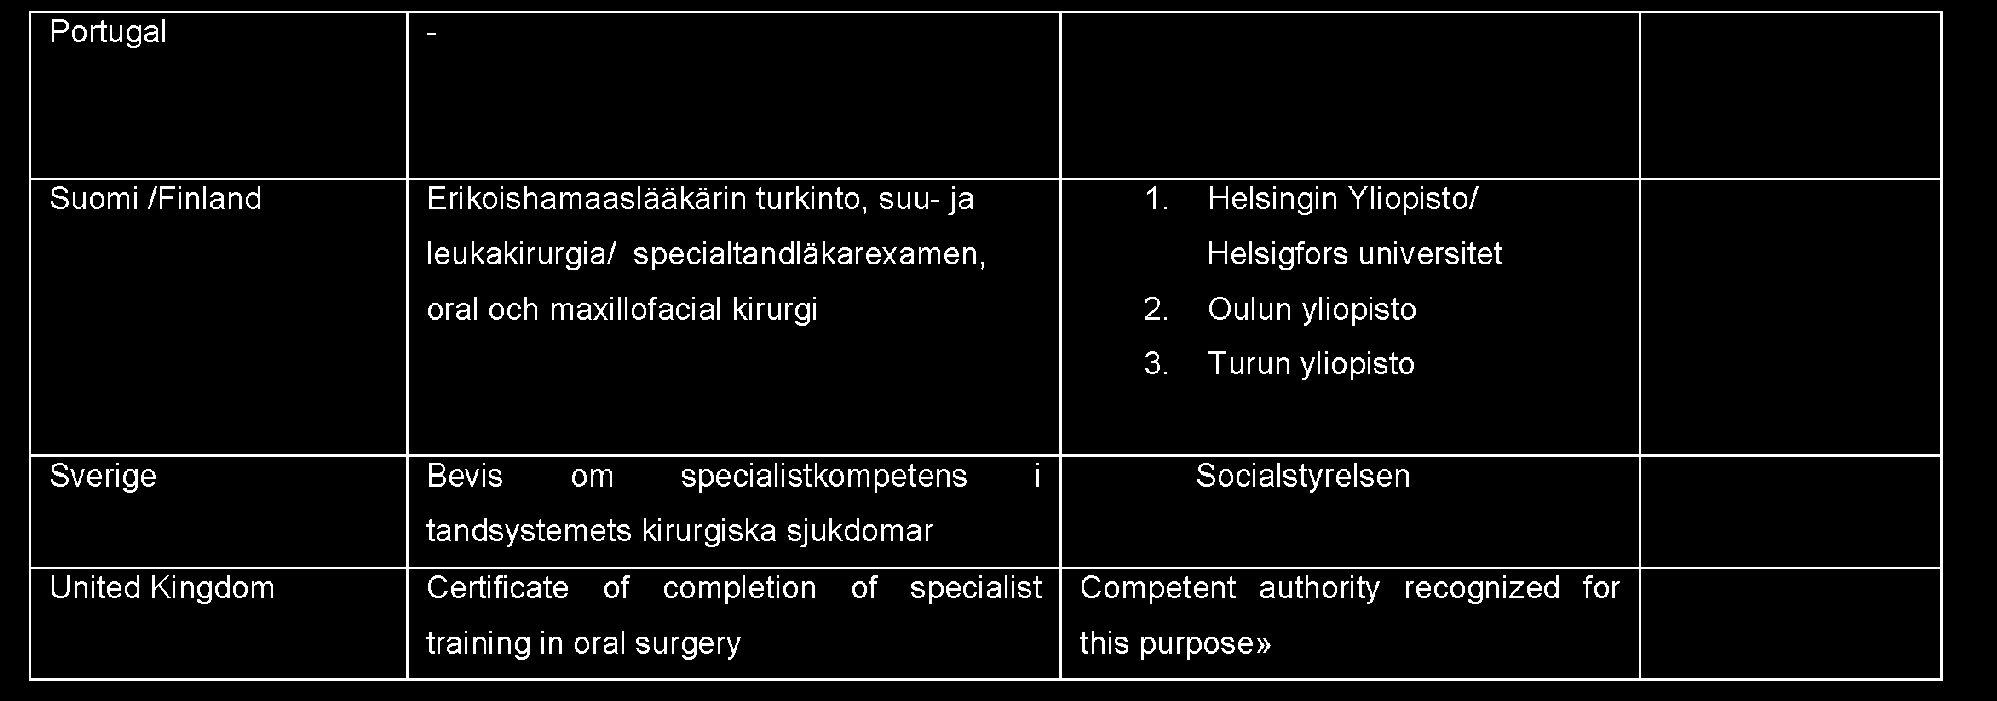 Portugal
-
Suomi /Finland
Erikoishamaaslääkärin turkinto, suu- ja
leukakirurgia/ specialtandläkarexamen,
oral och maxillofacial kirurgi
1. Helsingin Yliopisto/
Helsigfors universitet
2. Oulun yliopisto
3. Turun yliopisto
Sverige
Bevis om specialistkompetens i
tandsystemets kirurgiska sjukdomar
Socialstyrelsen
United Kingdom
Certificate of completion of specialist
training in oral surgery
Competent authority recognized for
this purpose»